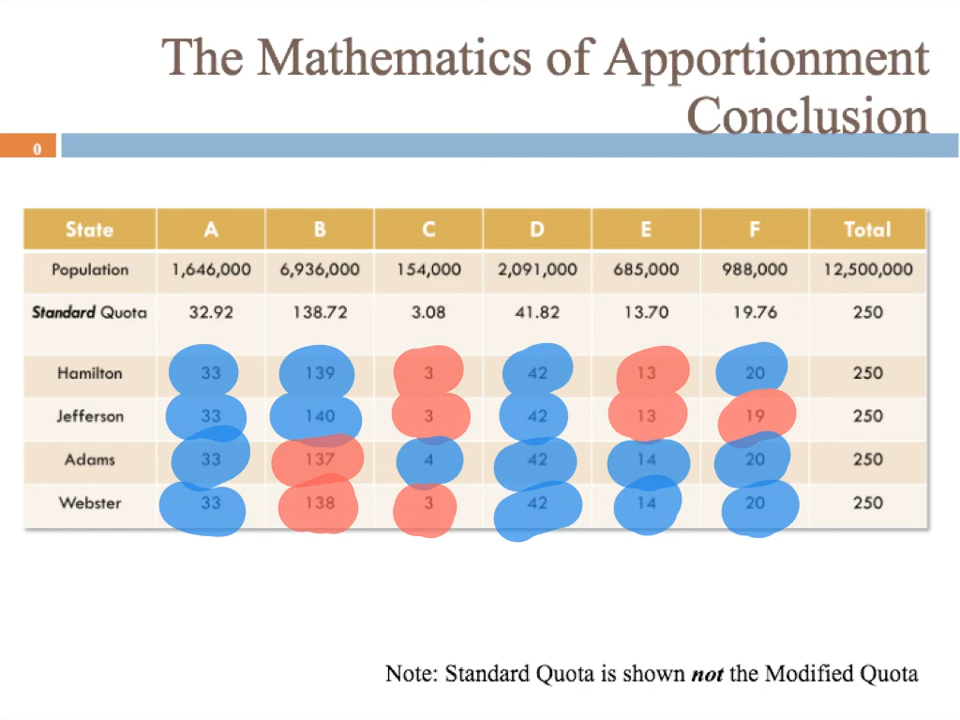 The Mathematics of Apportionment
Conclusion
0
State A B C D E F Total
Population 1,646,000 6,936,000 154,000 2,091,000 685,000 988,000 12,500,000
Standard Quota 32.92 138.72 3.08 41.82 13.70 19.76 250
Hamilton 33 139 3 42 13 20 250
Jefferson 33 140 3 42 13 19 250
Adams 33 137 4 42 14 20 250
Webster 33 138 3 42 14 20 250
Note: Standard Quota is shown not the Modified Quota